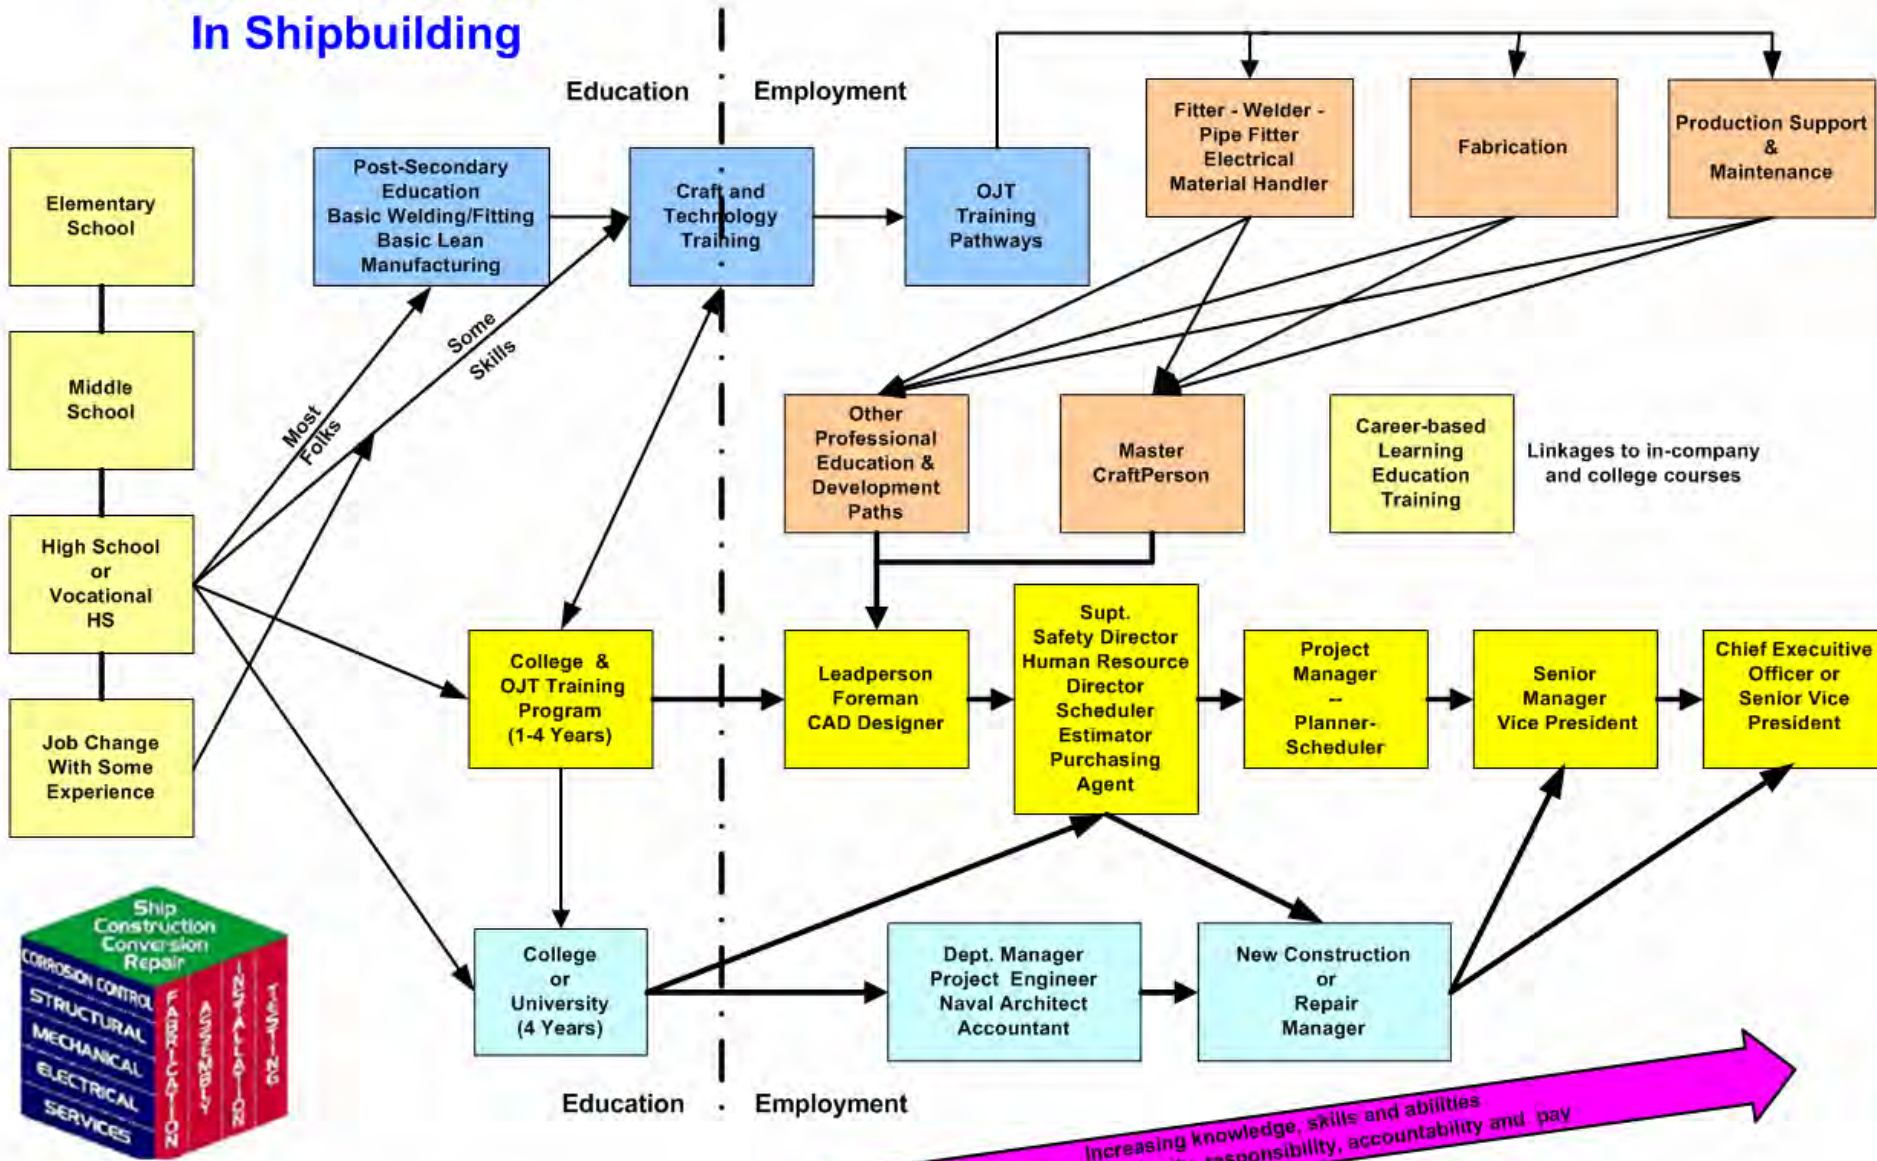 In Shipbuilding
Education
Employment
Elementary
School
Middle
School
High School
or
Vocational
HS
Job Change
With Some
Experience
Post-Secondary
Education
Basic Welding/Fitting
Basic Lean
Manufacturing
Craft and
Technology
Training
OJT
Training
Pathways
Fitter - Welder -
Pipe Fitter
Electrical
Material Handler
Fabrication
Production Support
&
Maintenance
Most
Folks
Some
Skills
Other
Professional
Education &
Development
Paths
Master
CraftPerson
Career-based
Learning
Education
Training
Linkages to in-company
and college courses
College &
OJT Training
Program
(1-4 Years)
Leadperson
Foreman
CAD Designer
Supt.
Safety Director
Human Resource
Director
Scheduler
Estimator
Purchasing
Agent
Project
Manager
--
Planner-
Scheduler
Senior
Manager
Vice President
Chief Execuitive
Officer or
Senior Vice
President
College
or
University
(4 Years)
Dept. Manager
Project Engineer
Naval Architect
Accountant
New Construction
or
Repair
Manager
Ship
Construction
Conversion
Repair
CORROSION CONTROL
STRUCTURAL
MECHANICAL
ELECTRICAL
SERVICES
FABRICATION
ASSEMBLY
INSTALLATION
TESTING
Education
Employment
Increasing knowledge, skills and abilities
responsibility, accountability and pay